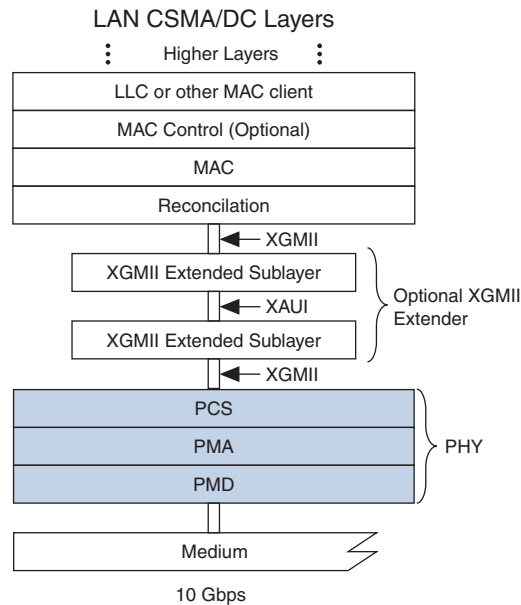 LAN CSMA/DC Layers
Higher Layers
LLC or other MAC client
MAC Control (Optional)
MAC
Reconcilation
XGMII
XGMII Extended Sublayer
XAUI
Optional XGMII
Extender
XGMII Extended Sublayer
XGMII
PCS
PMA
PHY
PMD
Medium
10 Gbps